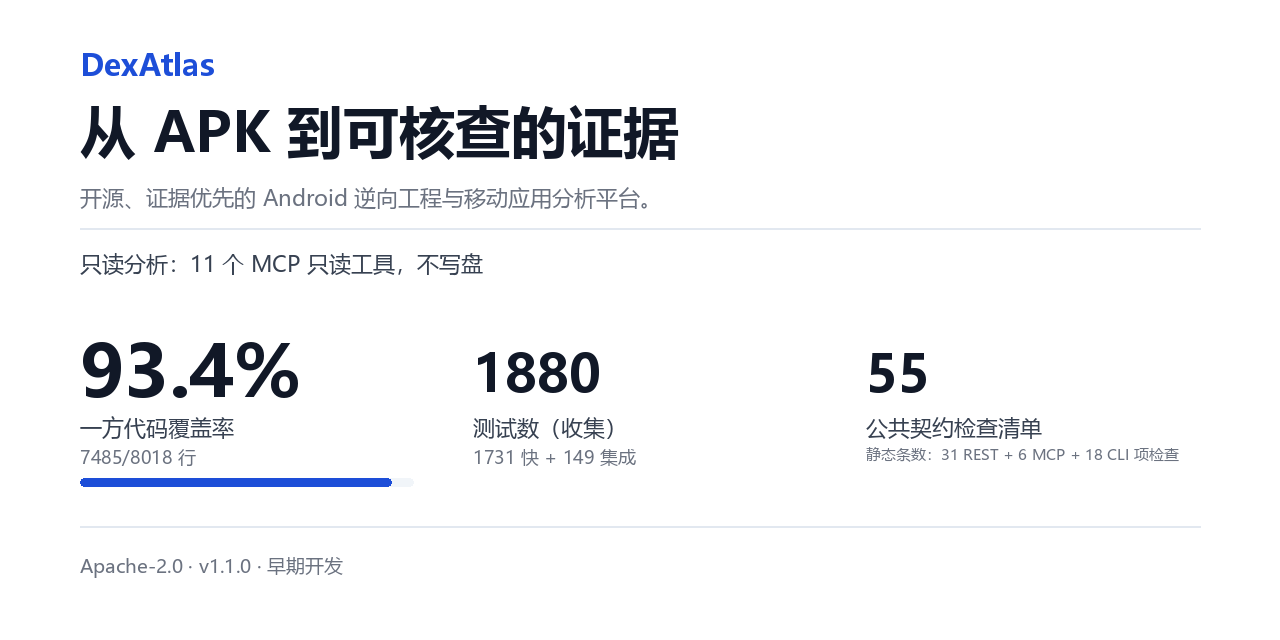 DexAtlas
从 APK 到可核查的证据
开源、证据优先的 Android 逆向工程与移动应用分析平台。
只读分析：11 个 MCP 只读工具，不写盘
93.4%
一方代码覆盖率
7485/8018 行
1880
测试数（收集）
1731 快 + 149 集成
55
公共契约检查清单
静态条数：31 REST + 6 MCP + 18 CLI 项检查
Apache-2.0 · v1.1.0 · 早期开发